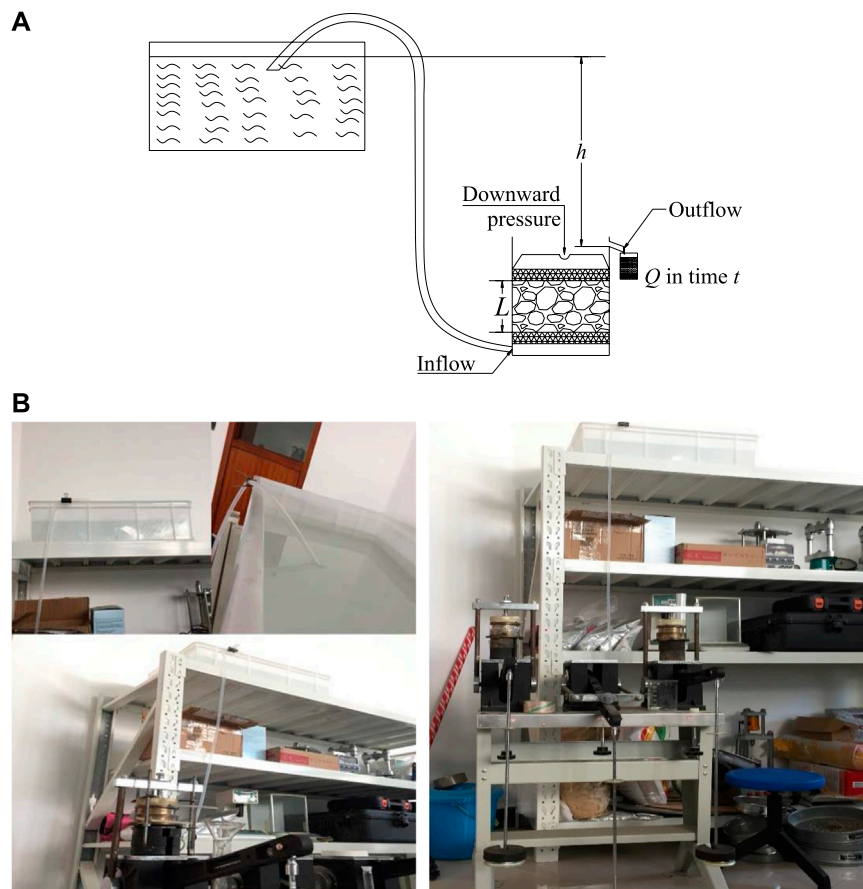 A
h
Downward
pressure
Outflow
Q in time t
L
Inflow
B